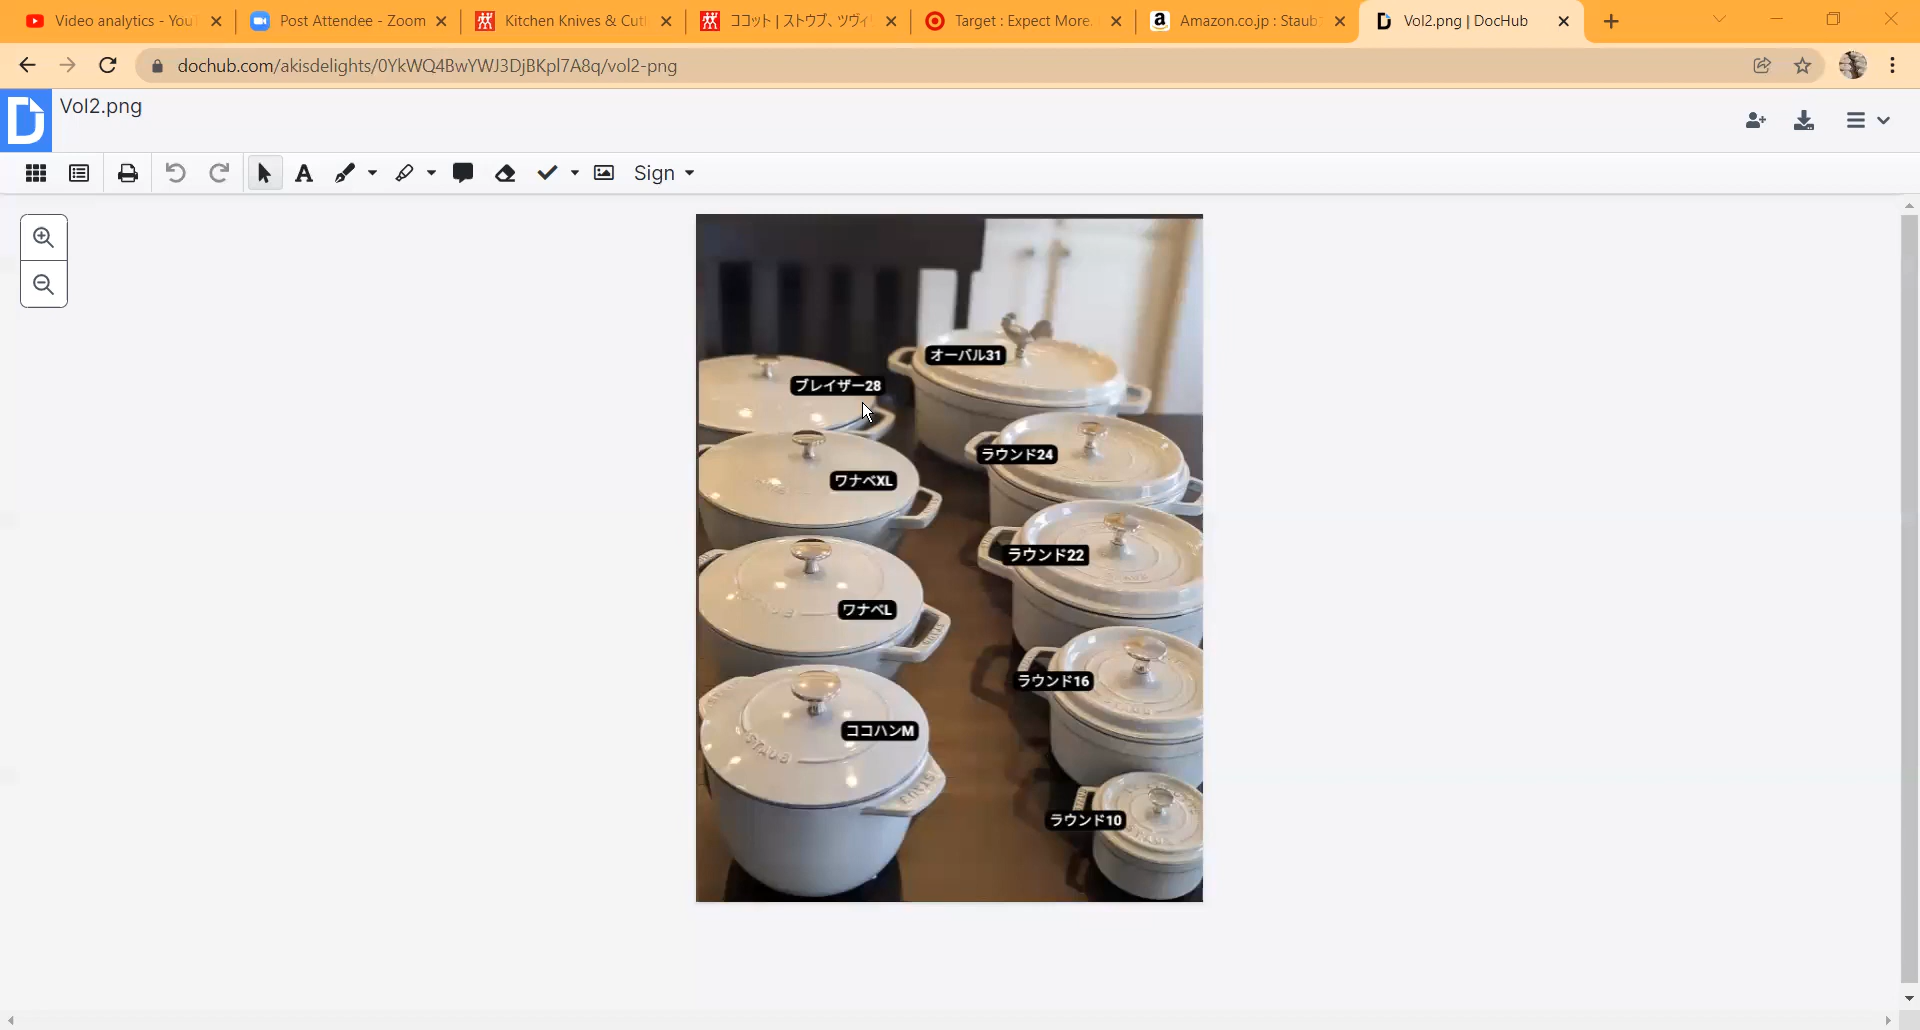 Video analytics - You
Post Attendee - Zoom
Kitchen Knives & Cutl
ココット | ストウブ、ツヴィ
Target : Expect More.
Amazon.co.jp : Staub
Vol2.png | DocHub
dochub.com/akisdelights/0YkWQ4BwYWJ3DjBKpl7A8q/vol2-png
Vol2.png
Sign
オーバル31
ブレイザー28
ラウンド24
ワナベXL
ラウンド22
ワナベL
ラウンド16
ココハンM
STAUB
ラウンド10